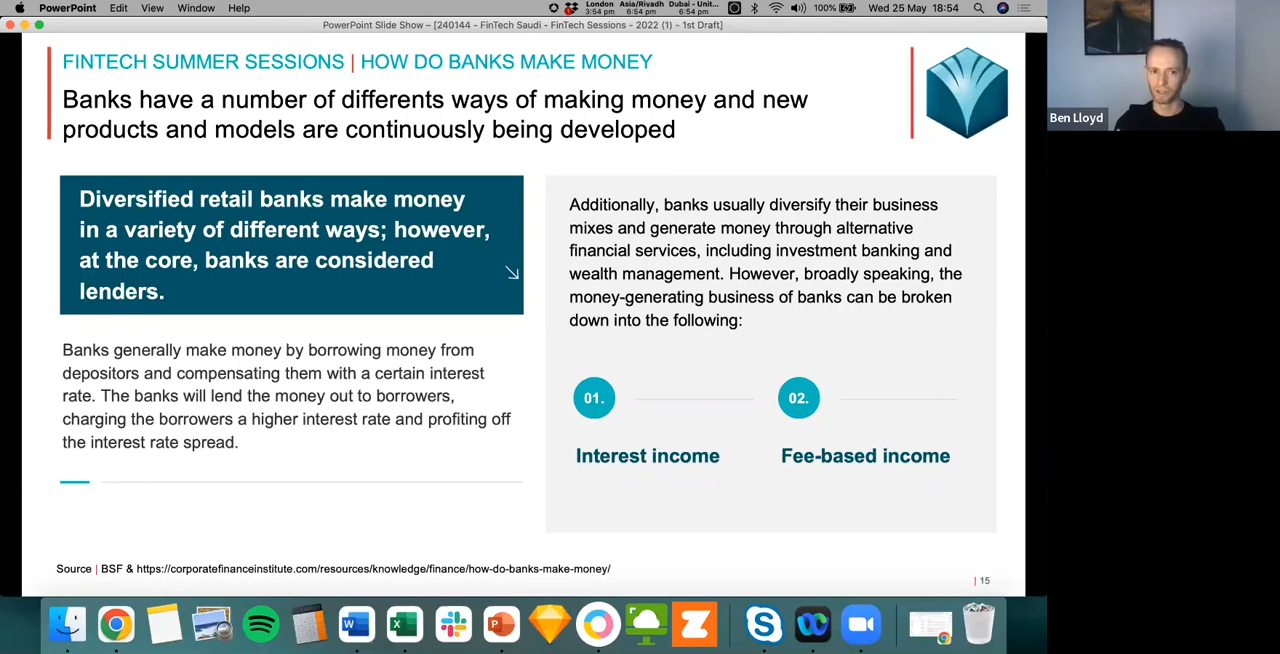 PowerPoint Edit View Window Help
London 3:54 pm Asia/Riyadh 6:54 pm Dubai - Unit... 6:54 pm 100% Wed 25 May 18:54
PowerPoint Slide Show – [240144 - FinTech Saudi - FinTech Sessions - 2022 (1) - 1st Draft]
FINTECH SUMMER SESSIONS | HOW DO BANKS MAKE MONEY
Banks have a number of differents ways of making money and new
products and models are continuously being developed
Diversified retail banks make money
in a variety of different ways; however,
at the core, banks are considered
lenders.
Banks generally make money by borrowing money from
depositors and compensating them with a certain interest
rate. The banks will lend the money out to borrowers,
charging the borrowers a higher interest rate and profiting off
the interest rate spread.
Additionally, banks usually diversify their business
mixes and generate money through alternative
financial services, including investment banking and
wealth management. However, broadly speaking, the
money-generating business of banks can be broken
down into the following:
01.
Interest income
02.
Fee-based income
Source | BSF & https://corporatefinanceinstitute.com/resources/knowledge/finance/how-do-banks-make-money/
| 15
Ben Lloyd